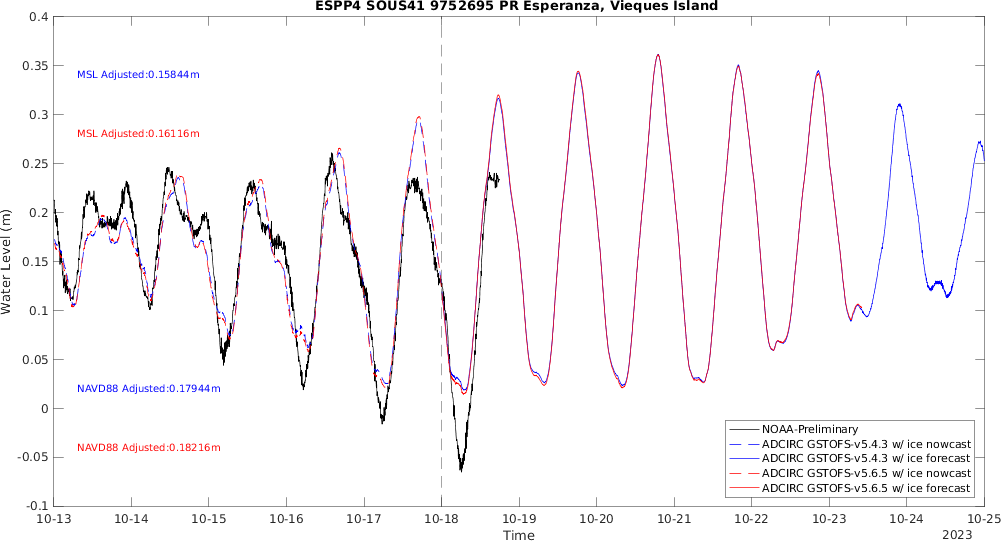 ESPP4 SOUS41 9752695 PR Esperanza, Vieques Island
0.4
0.35
0.3
0.25
0.2
0.15
0.1
0.05
0
-0.05
-0.1
Water Level (m)
MSL Adjusted:0.15844m
MSL Adjusted:0.16116m
NAVD88 Adjusted:0.17944m
NAVD88 Adjusted:0.18216m
NOAA-Preliminary
ADCIRC GSTOFS-v5.4.3 w/ ice nowcast
ADCIRC GSTOFS-v5.4.3 w/ ice forecast
ADCIRC GSTOFS-v5.6.5 w/ ice nowcast
ADCIRC GSTOFS-v5.6.5 w/ ice forecast
10-13 10-14 10-15 10-16 10-17 10-18 10-19 10-20 10-21 10-22 10-23 10-24 10-25
Time
2023